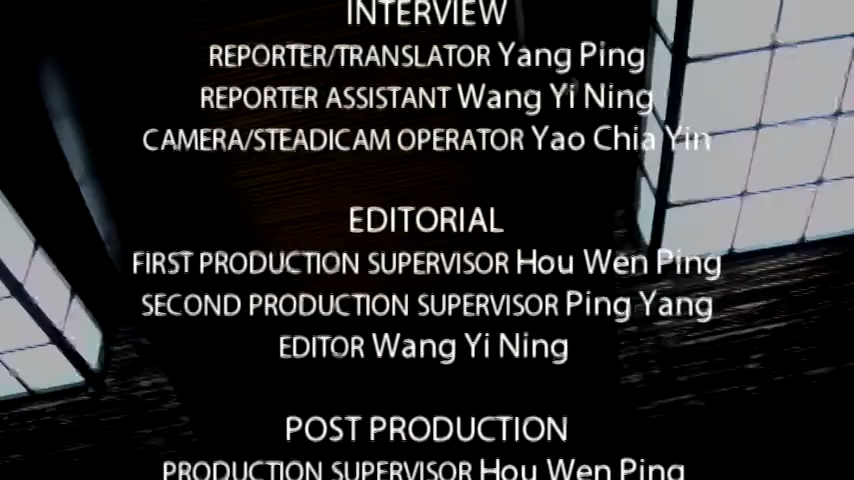 INTERVIEW
REPORTER/TRANSLATOR Yang Ping
REPORTER ASSISTANT Wang Yi Ning
CAMERA/STEADICAM OPERATOR Yao Chia Yin
EDITORIAL
FIRST PRODUCTION SUPERVISOR Hou Wen Ping
SECOND PRODUCTION SUPERVISOR Ping Yang
EDITOR Wang Yi Ning
POST PRODUCTION
PRODUCTION SUPERVISOR Hou Wen Ping